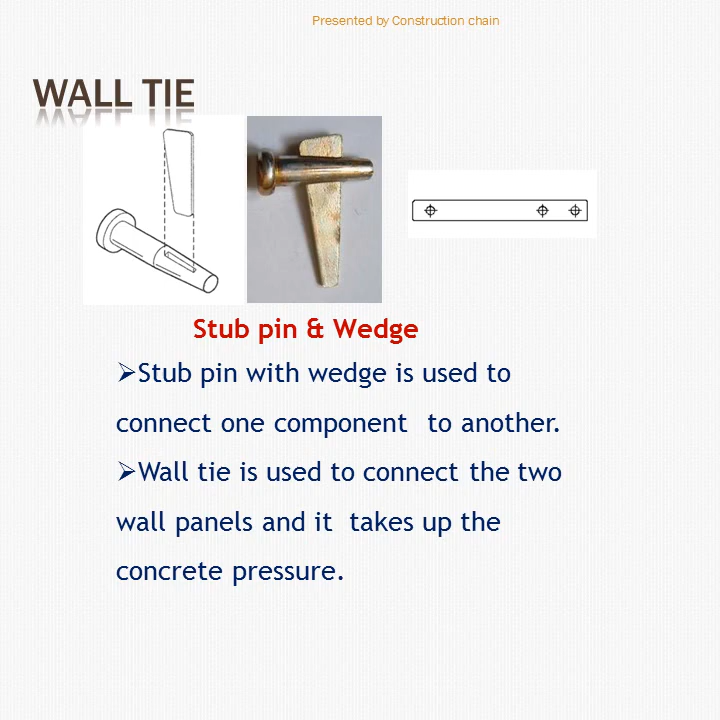 Presented by Construction chain
WALL TIE
Stub pin & Wedge
➢Stub pin with wedge is used to
connect one component to another.
➢Wall tie is used to connect the two
wall panels and it takes up the
concrete pressure.